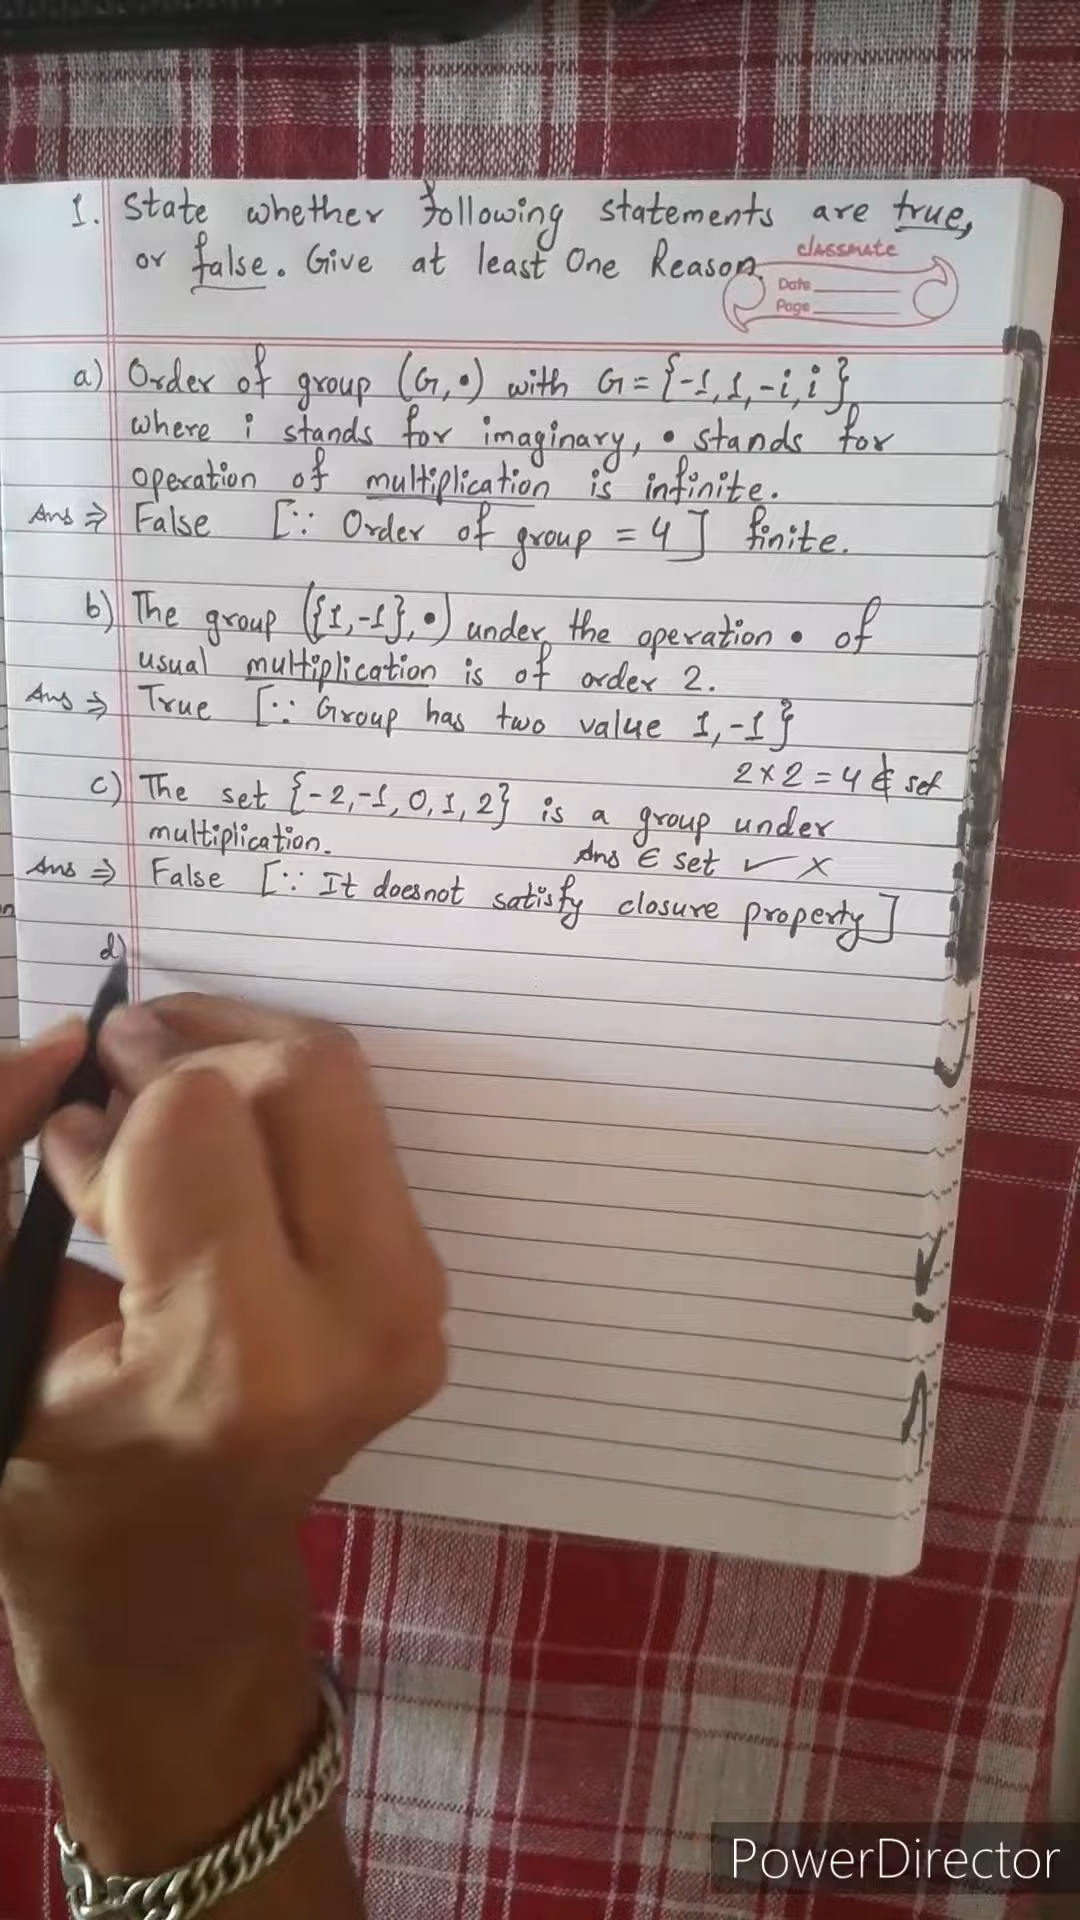 1. State whether following statements are true,
or false. Give at least One Reason.
classmate
Date
Page
a) Order of group (G, •) with G = {-1, 1, -i, i}
where i stands for imaginary, • stands for
operation of multiplication is infinite.
Ans ⇒ False [∵ Order of group = 4] finite.
b) The group ({1, -1}, •) under the operation • of
usual multiplication is of order 2.
Ans ⇒ True [∵ Group has two value 1, -1}
2 × 2 = 4 ∉ set
c) The set {-2, -1, 0, 1, 2} is a group under
multiplication.
Ans ∈ set ✓ ×
Ans ⇒ False [∵ It doesnot satisfy closure property]
d)
PowerDirector